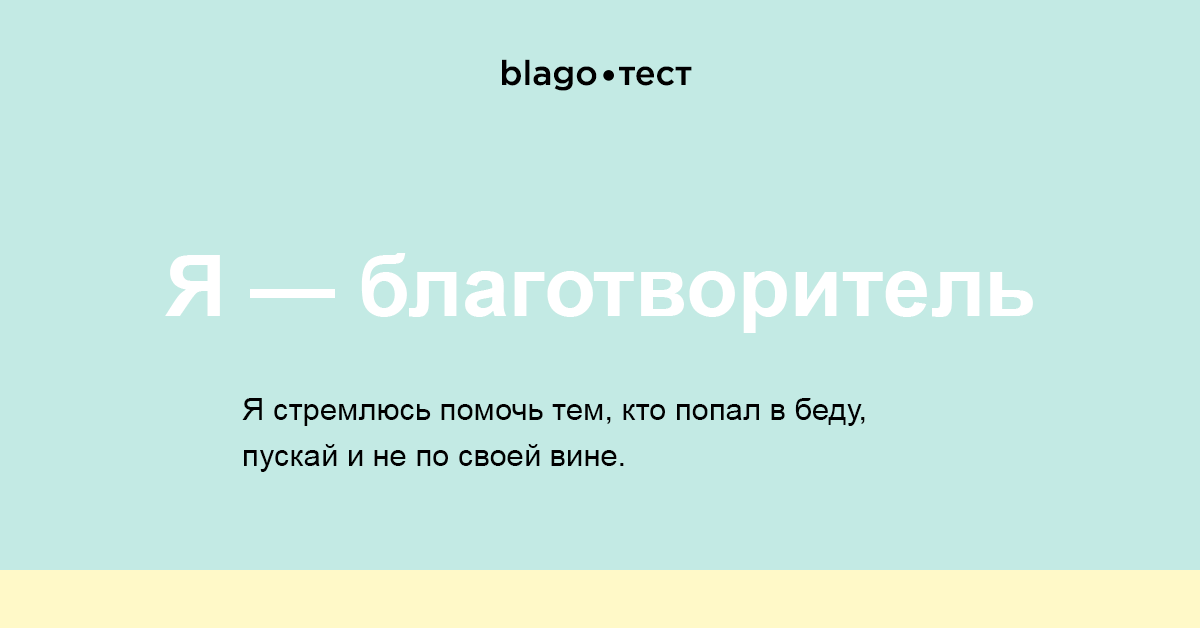 blago•тест
Я — благотворитель
Я стремлюсь помочь тем, кто попал в беду,
пускай и не по своей вине.